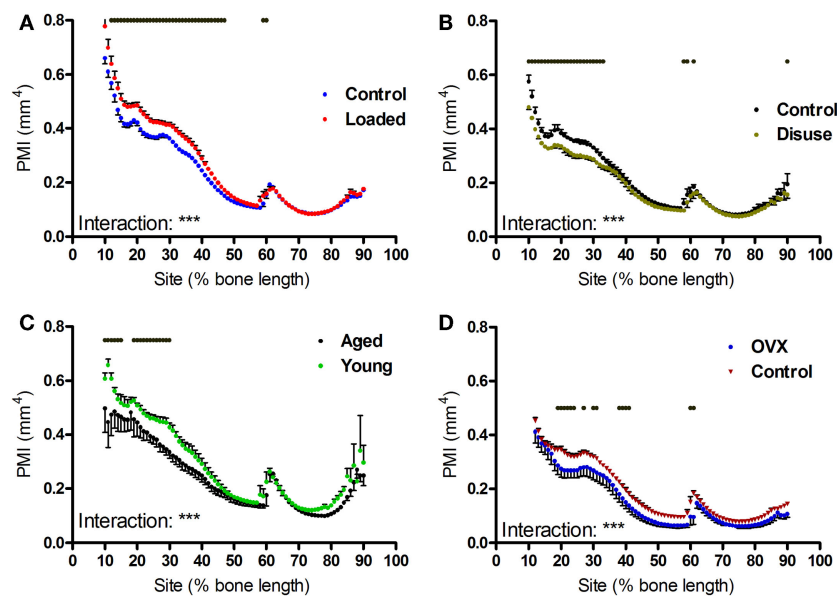 A
0.8
0.6
0.4
0.2
0.0
PMI (mm4)
Control
Loaded
Interaction: ***
0 10 20 30 40 50 60 70 80 90 100
Site (% bone length)
B
0.8
0.6
0.4
0.2
0.0
PMI (mm4)
Control
Disuse
Interaction: ***
0 10 20 30 40 50 60 70 80 90 100
Site (% bone length)
C
0.8
0.6
0.4
0.2
0.0
PMI (mm4)
Aged
Young
Interaction: ***
0 10 20 30 40 50 60 70 80 90 100
Site (% bone length)
D
0.8
0.6
0.4
0.2
0.0
PMI (mm4)
OVX
Control
Interaction: ***
0 10 20 30 40 50 60 70 80 90 100
Site (% bone length)